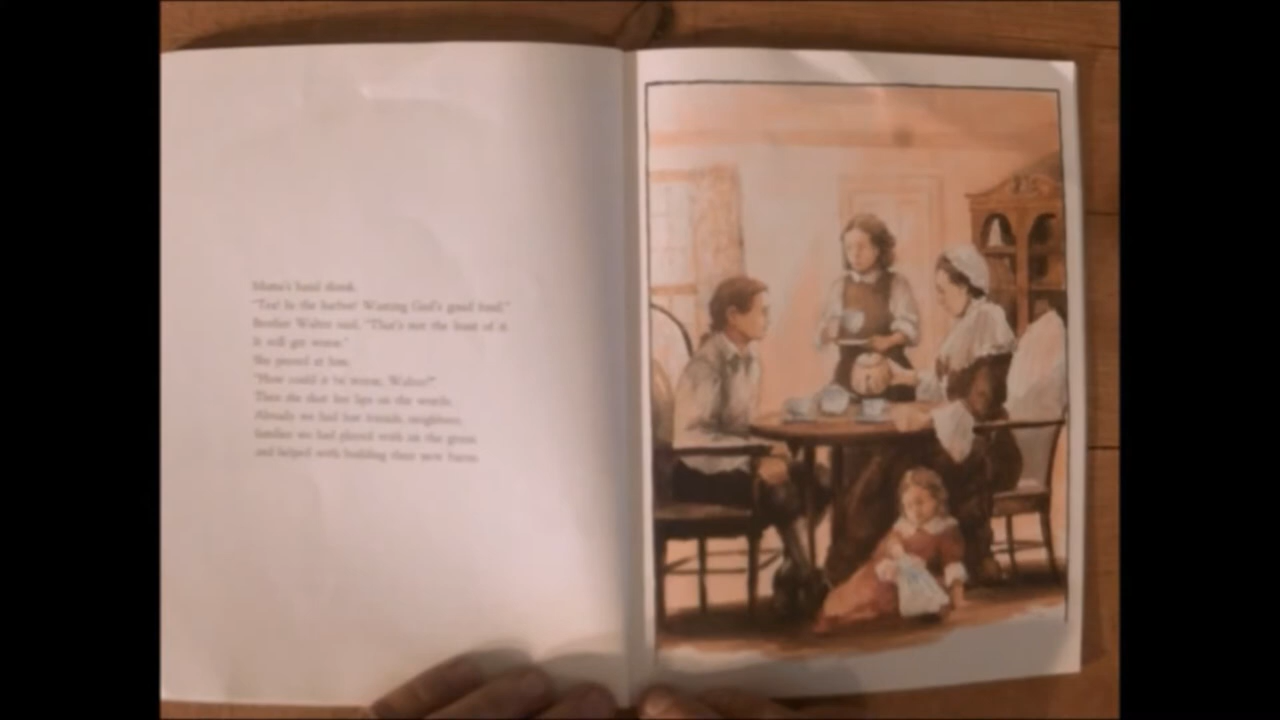 Mama's hand shook.
"Tea! In the harbor! Wasting God's good food."
Brother Walter said, "That's not the least of it.
It will get worse."
She at him.
"How could it be worse, Walter?"
Then she shut her lips on the words.
Already we had lost friends, neighbors,
families we had played with on the green
and helped with building their new barns.